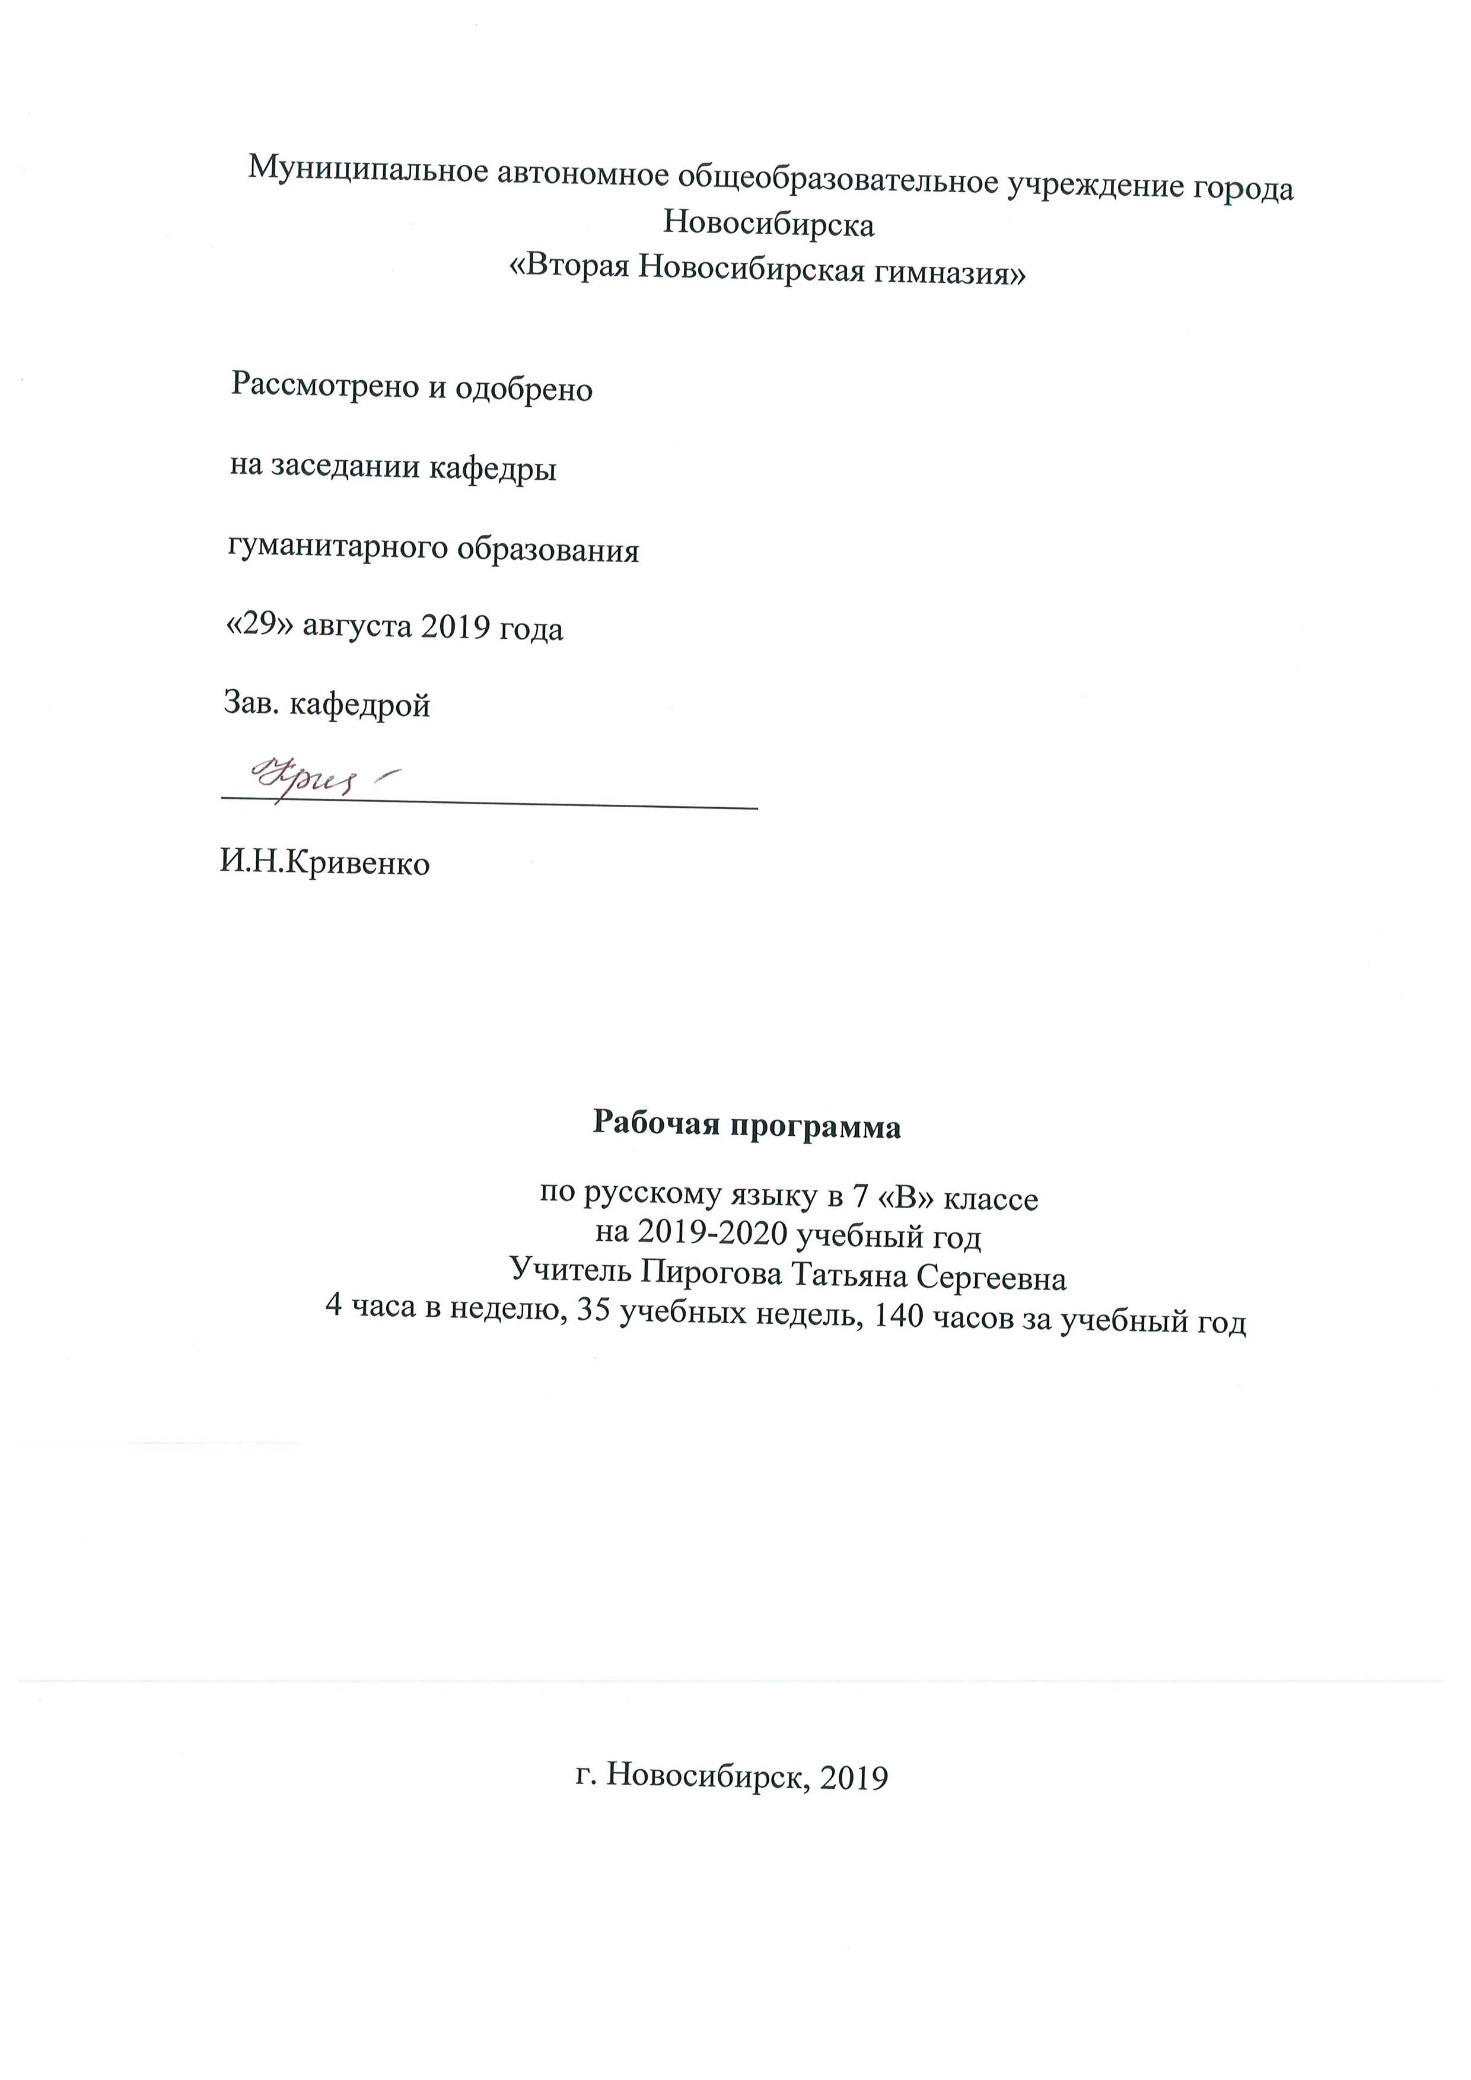 Муниципальное автономное общеобразовательное учреждение города
Новосибирска
«Вторая Новосибирская гимназия»
Рассмотрено и одобрено
на заседании кафедры
гуманитарного образования
«29» августа 2019 года
Зав. кафедрой
И.Н.Кривенко
Рабочая программа
по русскому языку в 7 «В» классе
на 2019-2020 учебный год
Учитель Пирогова Татьяна Сергеевна
4 часа в неделю, 35 учебных недель, 140 часов за учебный год
г. Новосибирск, 2019